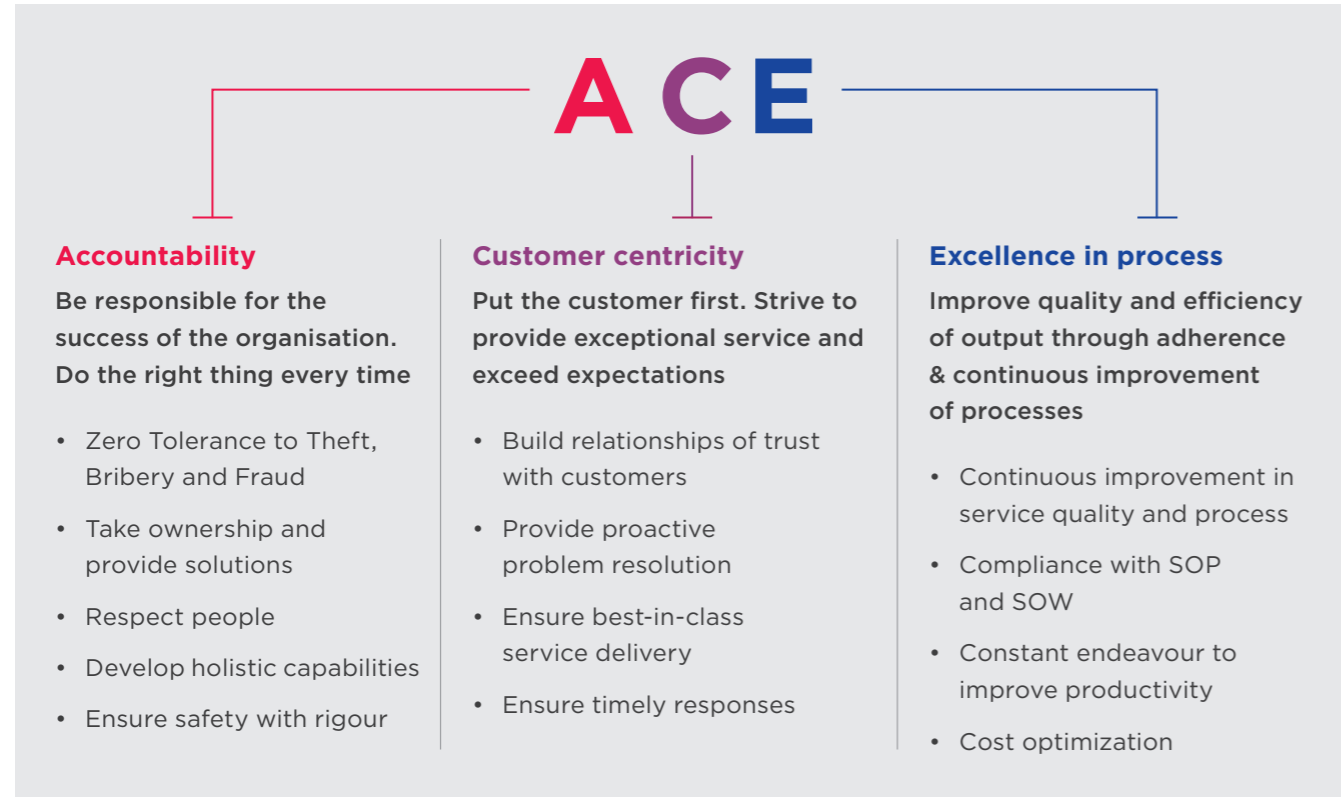 A C E
Accountability
Be responsible for the
success of the organisation.
Do the right thing every time
• Zero Tolerance to Theft,
Bribery and Fraud
• Take ownership and
provide solutions
• Respect people
• Develop holistic capabilities
• Ensure safety with rigour
Customer centricity
Put the customer first. Strive to
provide exceptional service and
exceed expectations
• Build relationships of trust
with customers
• Provide proactive
problem resolution
• Ensure best-in-class
service delivery
• Ensure timely responses
Excellence in process
Improve quality and efficiency
of output through adherence
& continuous improvement
of processes
• Continuous improvement in
service quality and process
• Compliance with SOP
and SOW
• Constant endeavour to
improve productivity
• Cost optimization